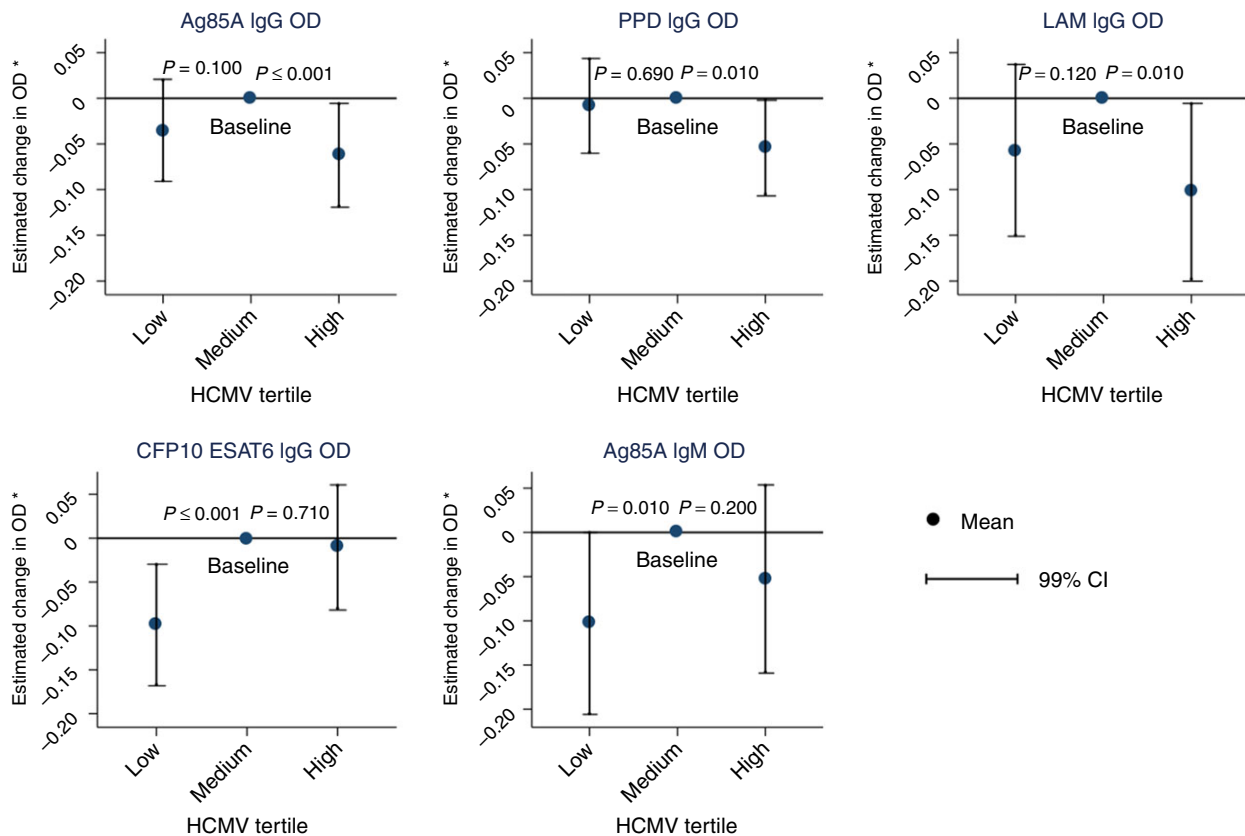 Ag85A IgG OD
Estimated change in OD *
0.05
0
−0.05
−0.10
−0.15
−0.20
P = 0.100 P ≤ 0.001
Baseline
Low
Medium
High
HCMV tertile
PPD IgG OD
Estimated change in OD *
0.05
0
−0.05
−0.10
−0.15
−0.20
P = 0.690 P = 0.010
Baseline
Low
Medium
High
HCMV tertile
LAM IgG OD
Estimated change in OD *
0.05
0
−0.05
−0.10
−0.15
−0.20
P = 0.120 P = 0.010
Baseline
Low
Medium
High
HCMV tertile
CFP10 ESAT6 IgG OD
Estimated change in OD *
0.05
0
−0.05
−0.10
−0.15
−0.20
P ≤ 0.001 P = 0.710
Baseline
Low
Medium
High
HCMV tertile
Ag85A IgM OD
Estimated change in OD *
0.05
0
−0.05
−0.10
−0.15
−0.20
P = 0.010 P = 0.200
Baseline
Low
Medium
High
HCMV tertile
Mean
99% CI